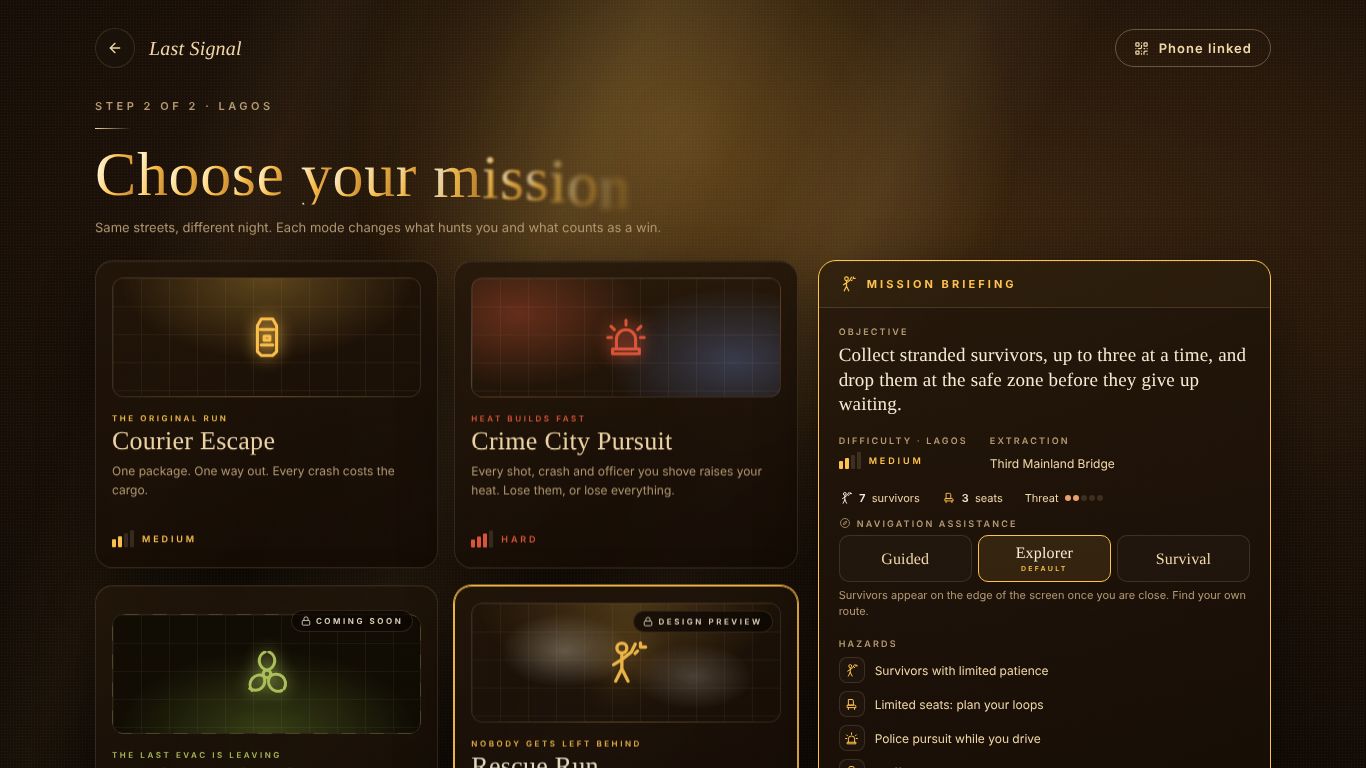 Last Signal
Phone linked
STEP 2 OF 2 · LAGOS
Choose your mission
Same streets, different night. Each mode changes what hunts you and what counts as a win.
THE ORIGINAL RUN
Courier Escape
One package. One way out. Every crash costs the
cargo.
MEDIUM
HEAT BUILDS FAST
Crime City Pursuit
Every shot, crash and officer you shove raises your
heat. Lose them, or lose everything.
HARD
COMING SOON
THE LAST EVAC IS LEAVING
DESIGN PREVIEW
NOBODY GETS LEFT BEHIND
Rescue Run
MISSION BRIEFING
OBJECTIVE
Collect stranded survivors, up to three at a time, and
drop them at the safe zone before they give up
waiting.
DIFFICULTY · LAGOS
MEDIUM
EXTRACTION
Third Mainland Bridge
7 survivors
3 seats
Threat
NAVIGATION ASSISTANCE
Guided
Explorer
DEFAULT
Survival
Survivors appear on the edge of the screen once you are close. Find your own
route.
HAZARDS
Survivors with limited patience
Limited seats: plan your loops
Police pursuit while you drive